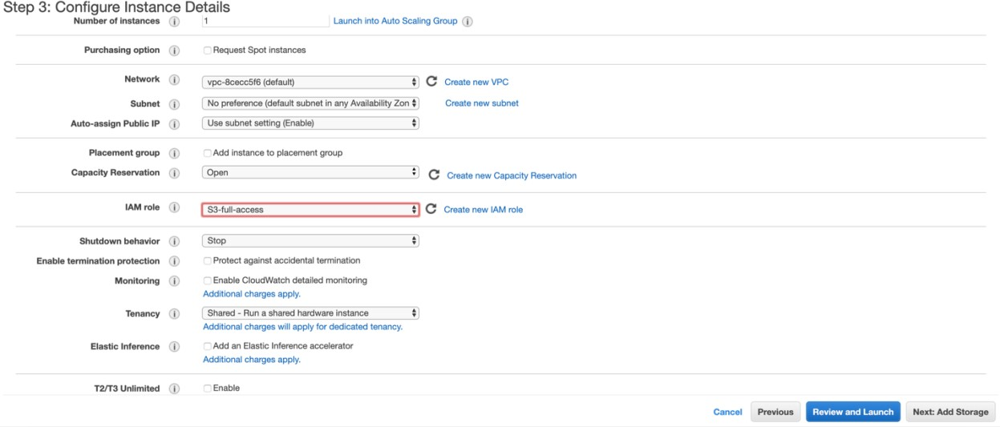 Step 3: Configure Instance Details
Number of instances i 1 Launch into Auto Scaling Group i
Purchasing option i Request Spot instances
Network i vpc-8cecc5f6 (default) Create new VPC
Subnet i No preference (default subnet in any Availability Zon Create new subnet
Auto-assign Public IP i Use subnet setting (Enable)
Placement group i Add instance to placement group
Capacity Reservation i Open Create new Capacity Reservation
IAM role i S3-full-access Create new IAM role
Shutdown behavior i Stop
Enable termination protection i Protect against accidental termination
Monitoring i Enable CloudWatch detailed monitoring
Additional charges apply.
Tenancy i Shared - Run a shared hardware instance
Additional charges will apply for dedicated tenancy.
Elastic Inference i Add an Elastic Inference accelerator
Additional charges apply.
T2/T3 Unlimited i Enable
Cancel Previous Review and Launch Next: Add Storage